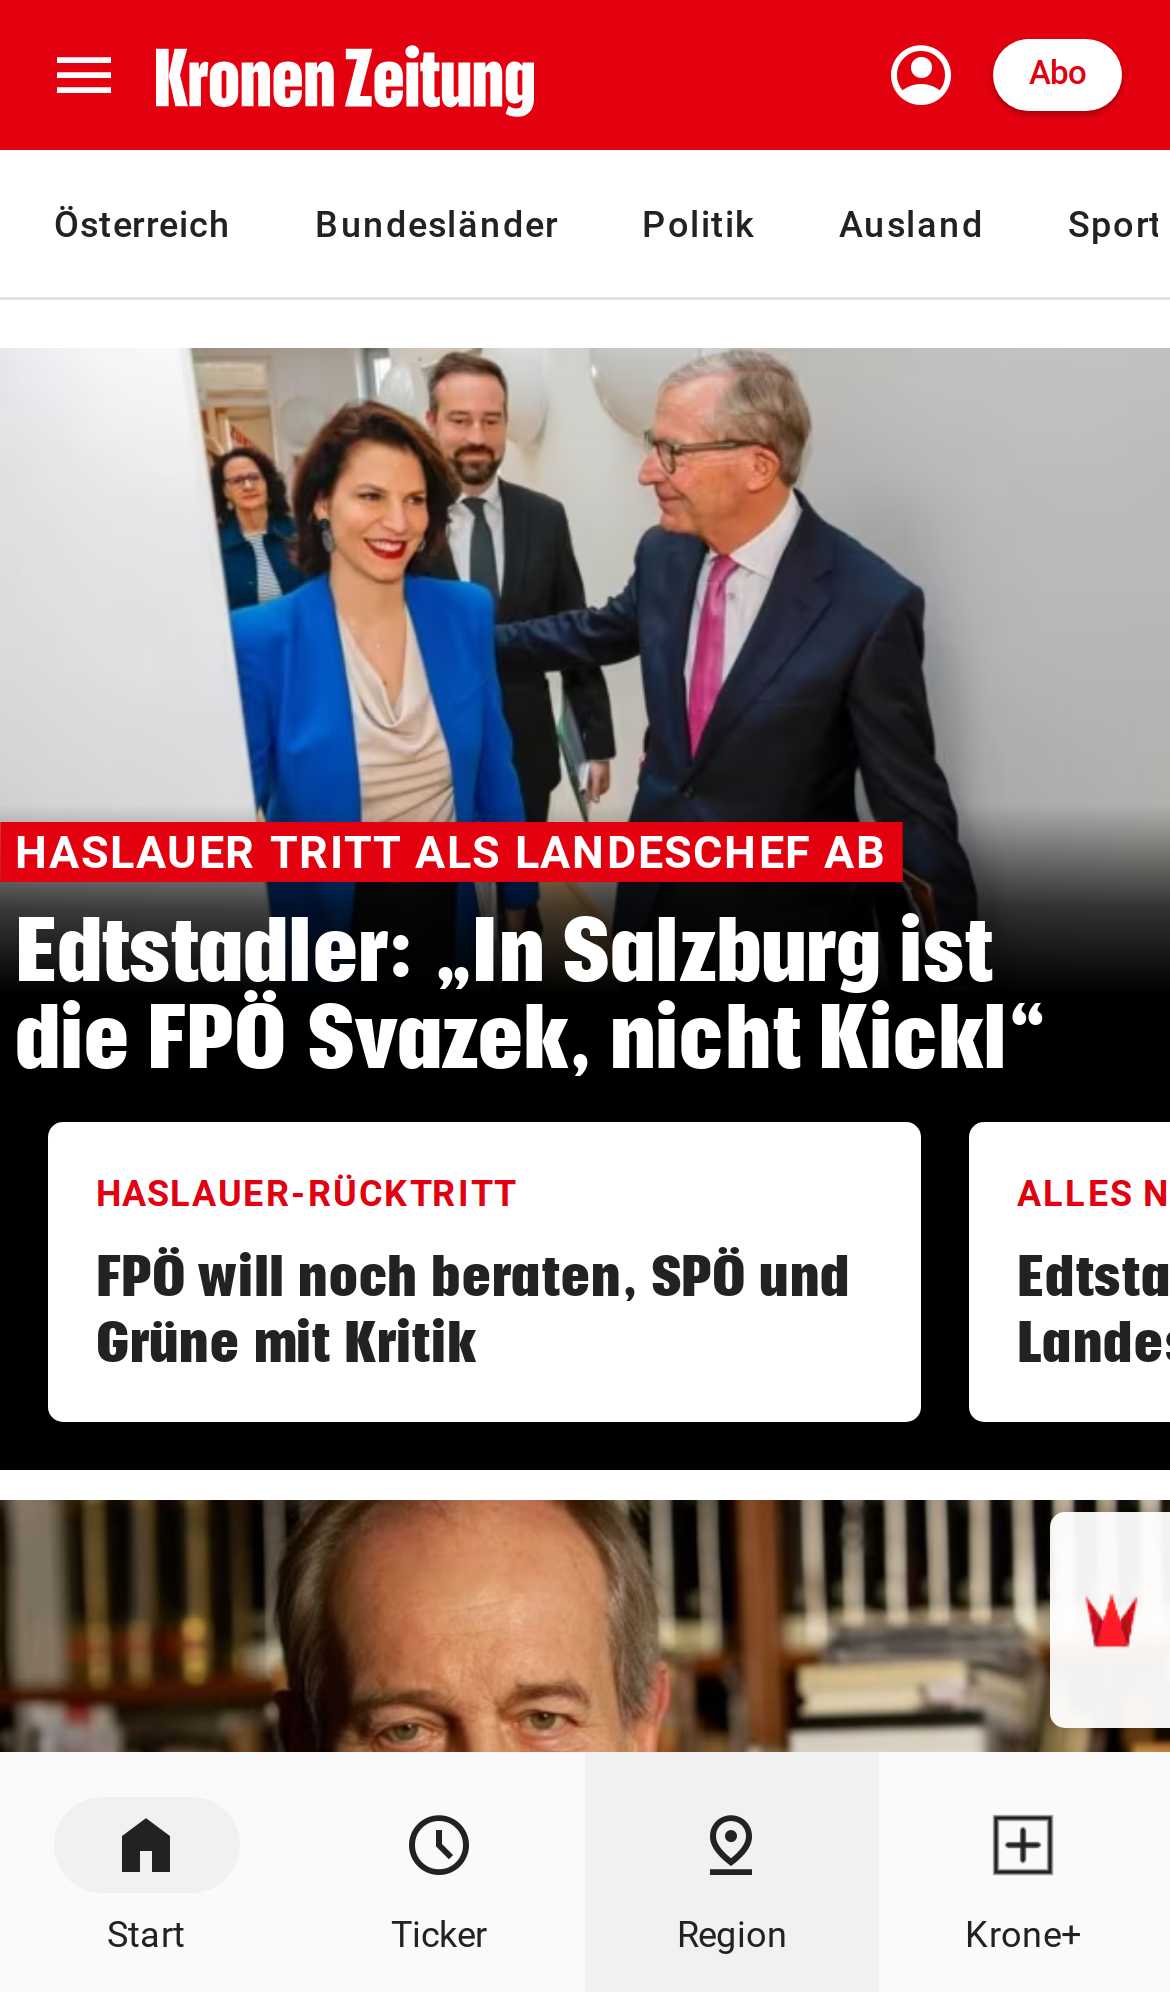 Kronen Zeitung
Abo
Österreich Bundesländer Politik Ausland Sport
HASLAUER TRITT ALS LANDESCHEF AB
Edtstadler: „In Salzburg ist
die FPÖ Svazek, nicht Kickl“
HASLAUER-RÜCKTRITT
FPÖ will noch beraten, SPÖ und
Grüne mit Kritik
ALLES
Start Ticker Region Krone+